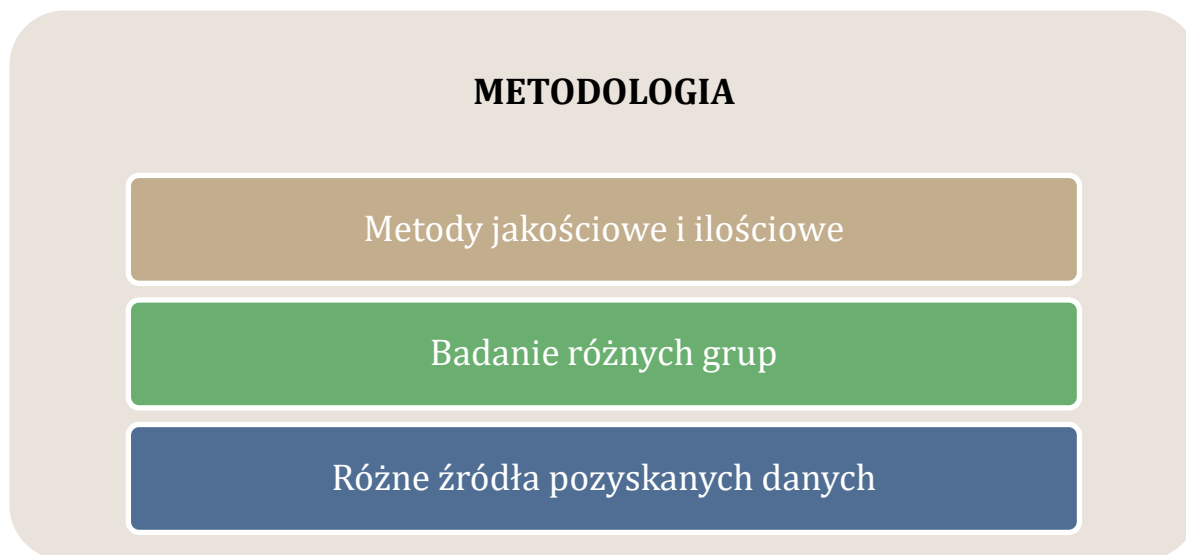 METODOLOGIA
Metody jakościowe i ilościowe
Badanie różnych grup
Różne źródła pozyskanych danych